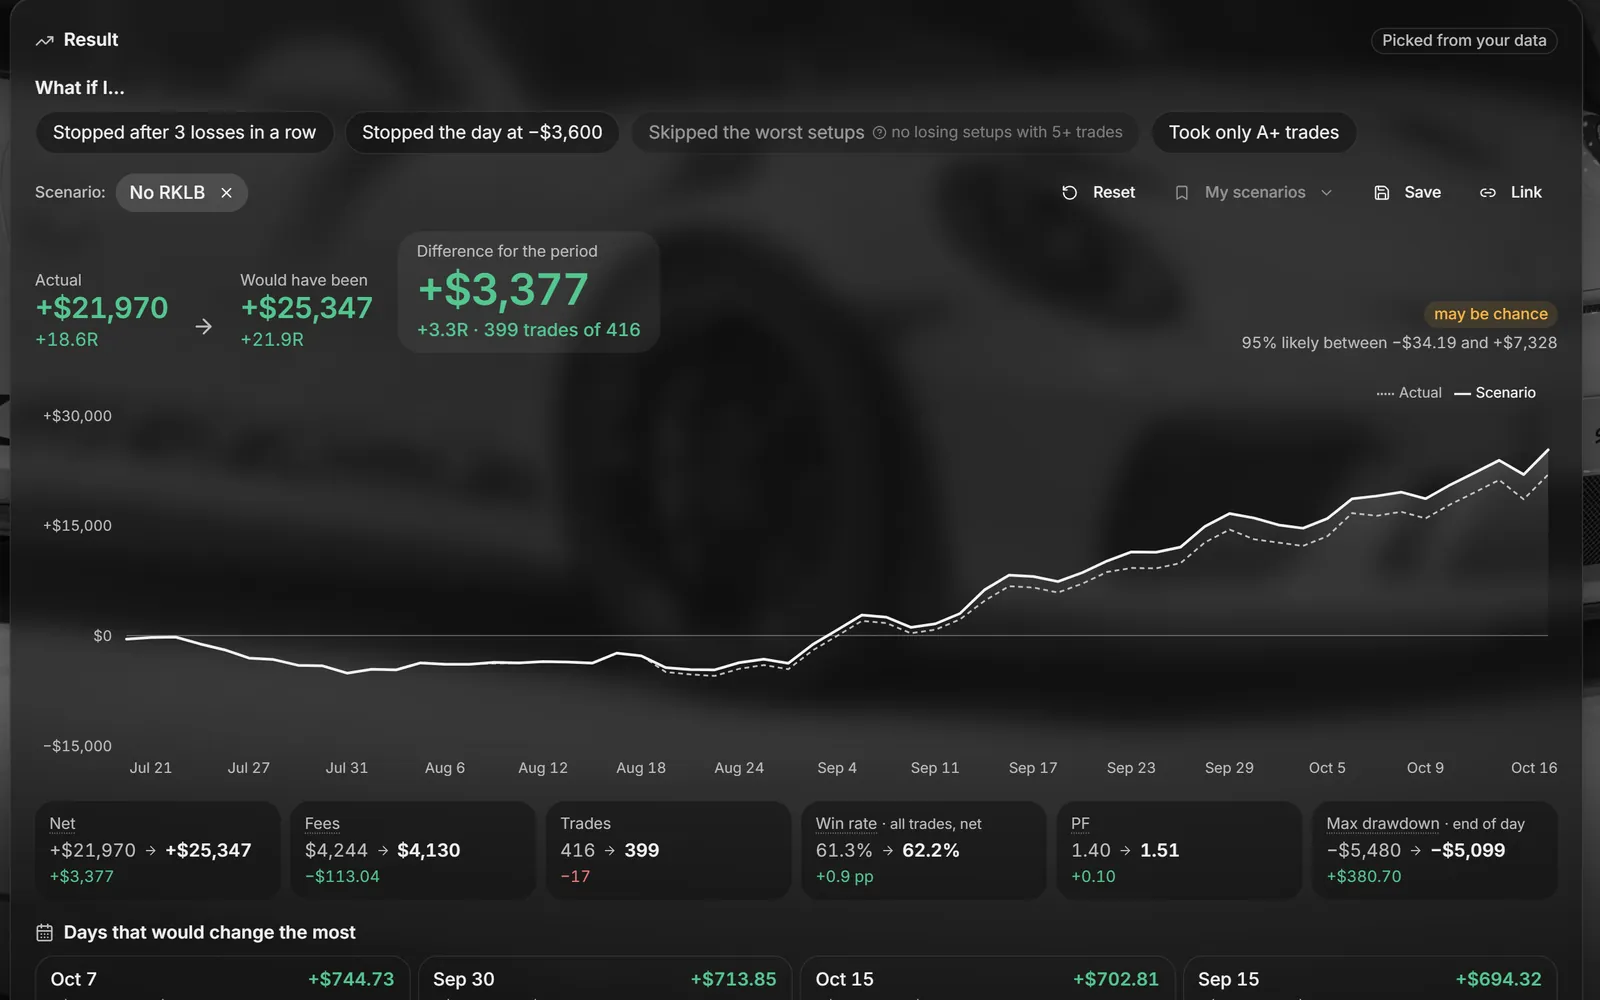 Result
Picked from your data
What if I...
Stopped after 3 losses in a row
Stopped the day at −$3,600
Skipped the worst setups no losing setups with 5+ trades
Took only A+ trades
Scenario: No RKLB
Reset
My scenarios
Save
Link
Actual
+$21,970
+18.6R
Would have been
+$25,347
+21.9R
Difference for the period
+$3,377
+3.3R · 399 trades of 416
may be chance
95% likely between −$34.19 and +$7,328
Actual Scenario
+$30,000
+$15,000
$0
−$15,000
Jul 21 Jul 27 Jul 31 Aug 6 Aug 12 Aug 18 Aug 24 Sep 4 Sep 11 Sep 17 Sep 23 Sep 29 Oct 5 Oct 9 Oct 16
Net
+$21,970 → +$25,347
+$3,377
Fees
$4,244 → $4,130
−$113.04
Trades
416 → 399
−17
Win rate · all trades, net
61.3% → 62.2%
+0.9 pp
PF
1.40 → 1.51
+0.10
Max drawdown · end of day
−$5,480 → −$5,099
+$380.70
Days that would change the most
Oct 7 +$744.73
Sep 30 +$713.85
Oct 15 +$702.81
Sep 15 +$694.32